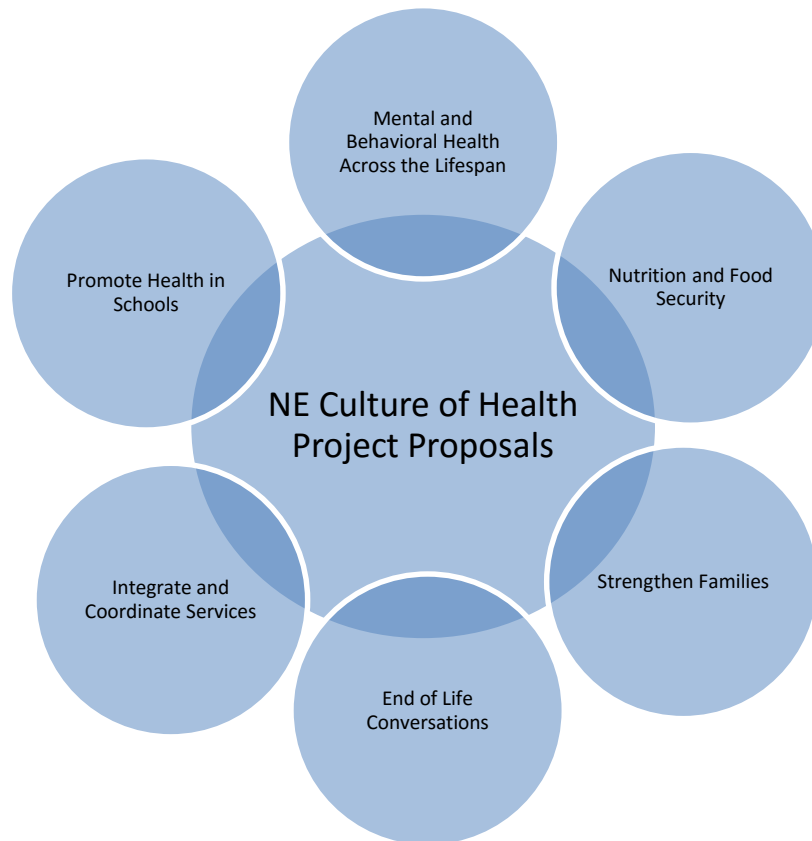 Mental and
Behavioral Health
Across the Lifespan
Promote Health in
Schools
Nutrition and Food
Security
NE Culture of Health
Project Proposals
Integrate and
Coordinate Services
Strengthen Families
End of Life
Conversations